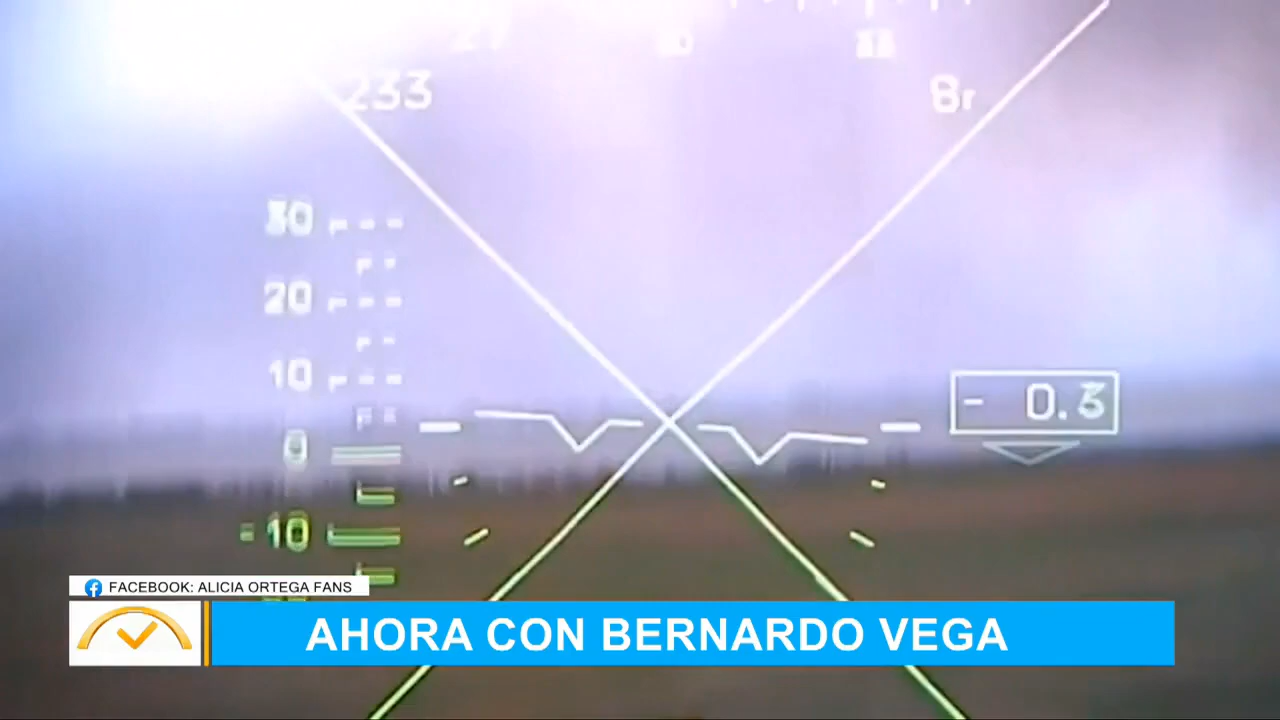 233
8r
30
20
10
0
- 0.3
-10
FACEBOOK: ALICIA ORTEGA FANS
AHORA CON BERNARDO VEGA